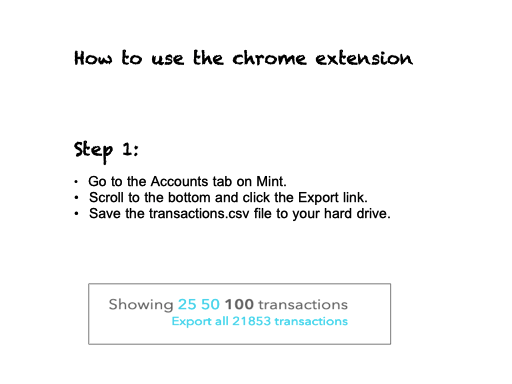 How to use the chrome extension
Step 1:
• Go to the Accounts tab on Mint.
• Scroll to the bottom and click the Export link.
• Save the transactions.csv file to your hard drive.
Showing 25 50 100 transactions
Export all 21853 transactions